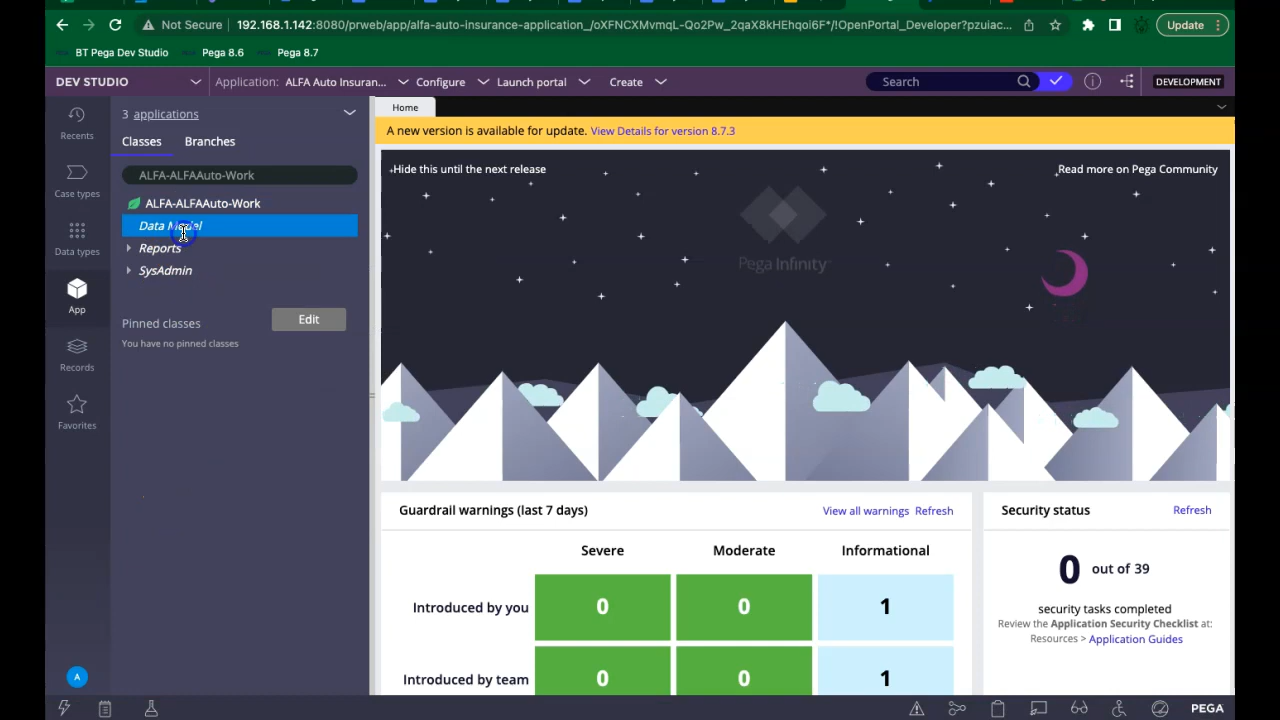 Not Secure 192.168.1.142:8080/prweb/app/alfa-auto-insurance-application_/oXFNCXMvmqL-Qo2Pw_2qaX8kHEhqoi6F*/!OpenPortal_Developer?pzuiac... Update
BT Pega Dev Studio Pega 8.6 Pega 8.7
DEV STUDIO Application: ALFA Auto Insuran... Configure Launch portal Create Search DEVELOPMENT
Recents
Case types
Data types
App
Records
Favorites
A
3 applications
Classes Branches
ALFA-ALFAAuto-Work
ALFA-ALFAAuto-Work
Data Model
Reports
SysAdmin
Pinned classes Edit
You have no pinned classes
Home
A new version is available for update. View Details for version 8.7.3
Hide this until the next release Read more on Pega Community
Pega Infinity
Guardrail warnings (last 7 days) View all warnings Refresh
Severe Moderate Informational
Introduced by you 0 0 1
Introduced by team 0 0 1
Security status Refresh
0 out of 39
security tasks completed
Review the Application Security Checklist at:
Resources > Application Guides
PEGA